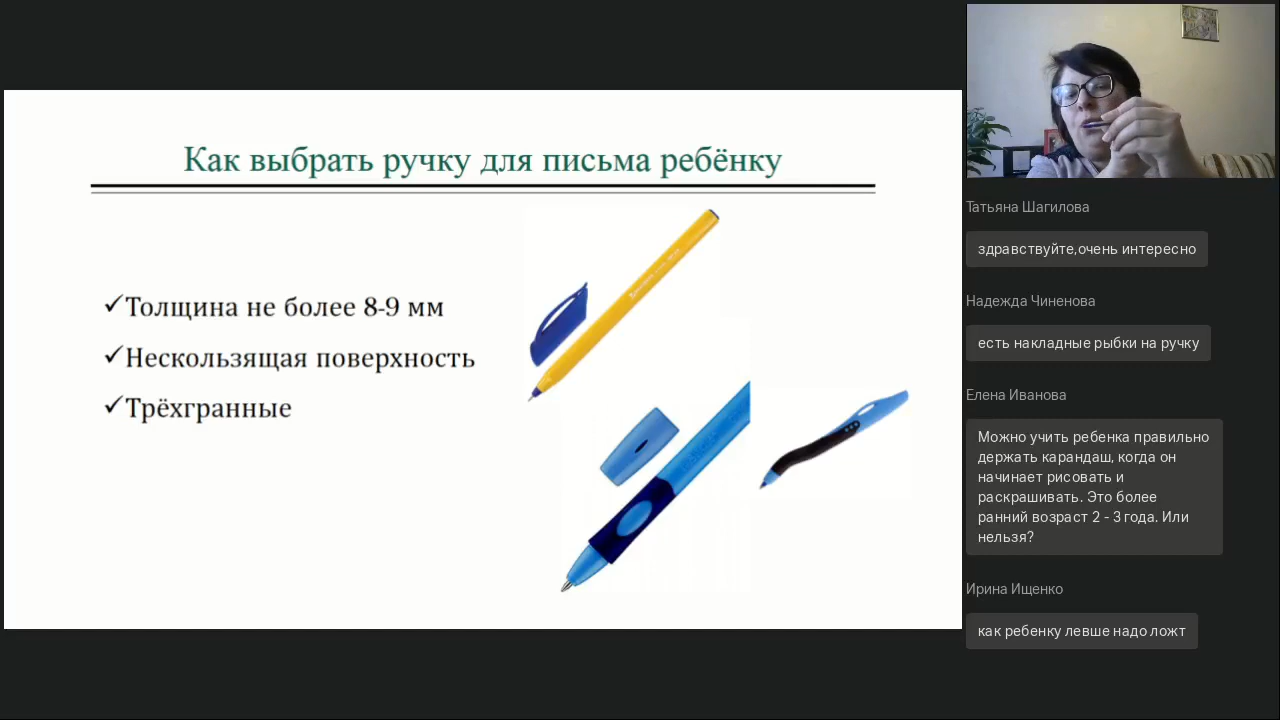 Как выбрать ручку для письма ребёнку
Толщина не более 8-9 мм
Нескользящая поверхность
Трёхгранные
Татьяна Шагилова
здравствуйте,очень интересно
Надежда Чиненова
есть накладные рыбки на ручку
Елена Иванова
Можно учить ребенка правильно
держать карандаш, когда он
начинает рисовать и
раскрашивать. Это более
ранний возраст 2 - 3 года. Или
нельзя?
Ирина Ищенко
как ребенку левше надо ложт